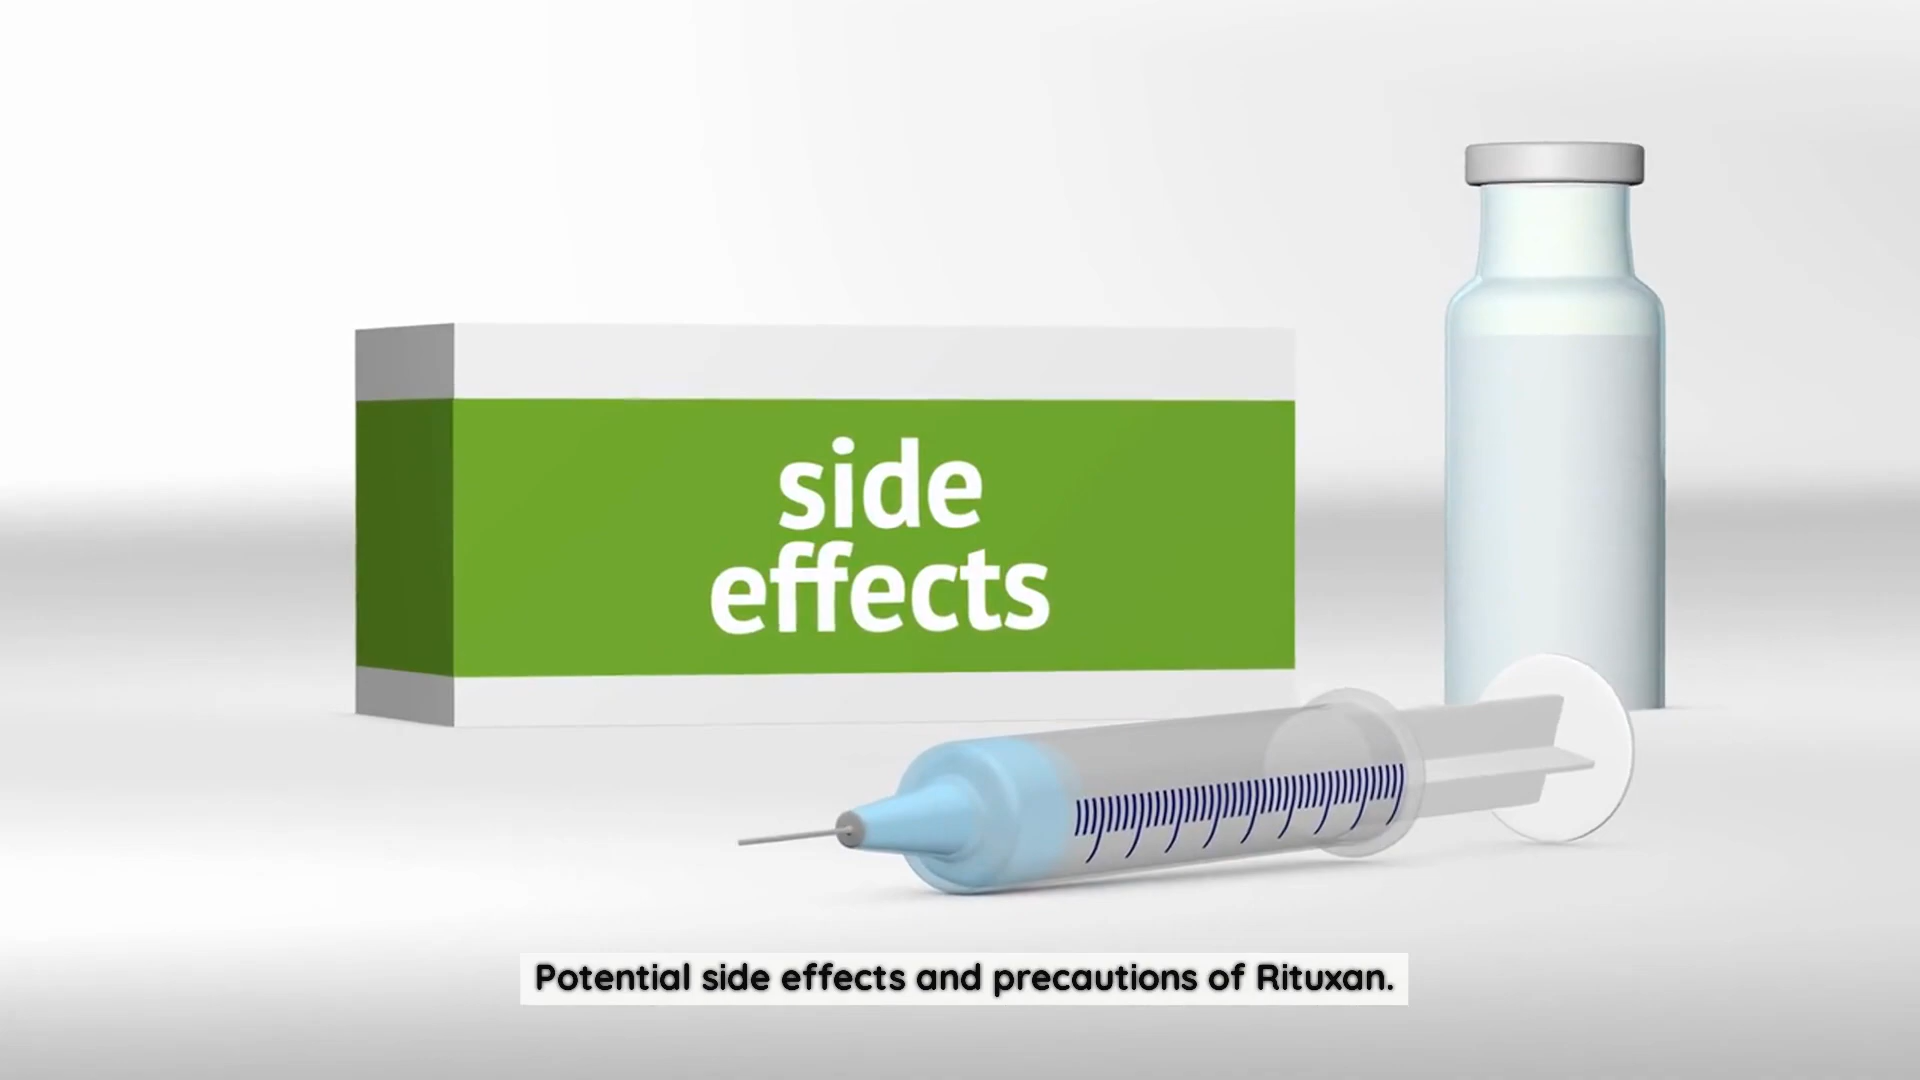 side
effects
Potential side effects and precautions of Rituxan.